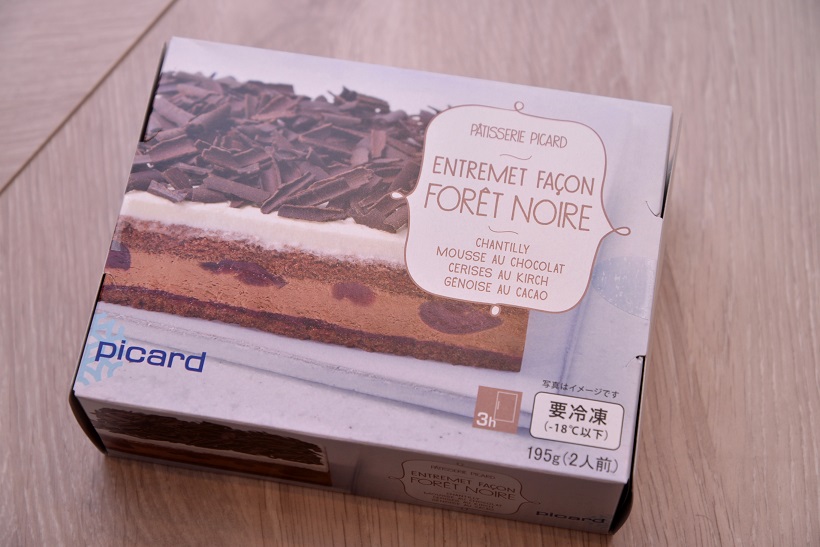 PÂTISSERIE PICARD
ENTREMET FAÇON
FORÊT NOIRE
CHANTILLY
MOUSSE AU CHOCOLAT
CERISES AU KIRCH
GÉNOISE AU CACAO
picard
3h
写真はイメージです
要冷凍
(-18℃以下)
195g(2人前)
PÂTISSERIE PICARD
ENTREMET FAÇON
FORÊT NOIRE
picard